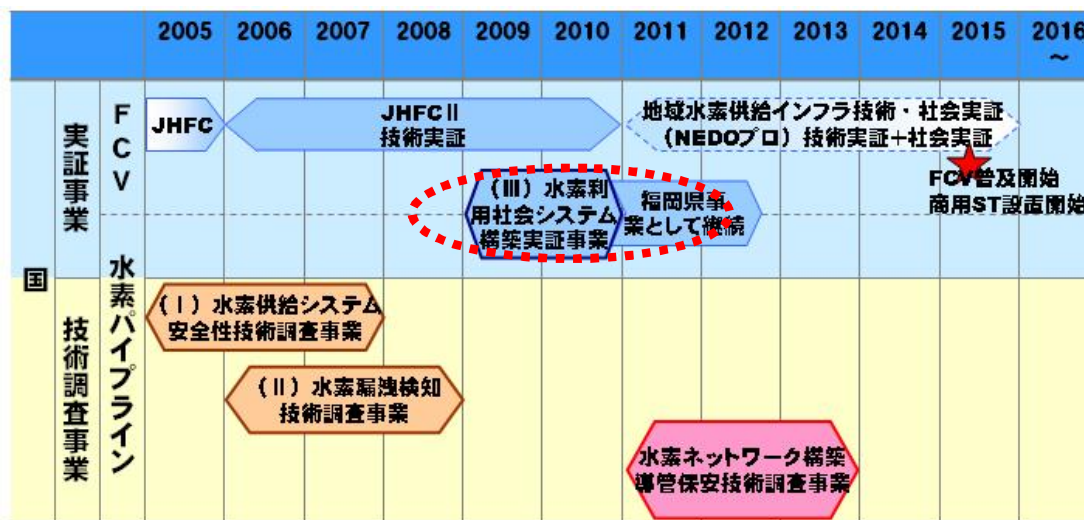 2005 2006 2007 2008 2009 2010 2011 2012 2013 2014 2015 2016
～
国
実証事業
技術調査事業
FCV
水素パイプライン
JHFC
JHFCⅡ
技術実証
地域水素供給インフラ技術・社会実証
(NEDOプロ) 技術実証+社会実証
FCV普及開始
商用ST設置開始
(Ⅲ) 水素利
用社会システム
構築実証事業
福岡県事
業として継続
(Ⅰ) 水素供給システム
安全性技術調査事業
(Ⅱ) 水素漏洩検知
技術調査事業
水素ネットワーク構築
導管保安技術調査事業